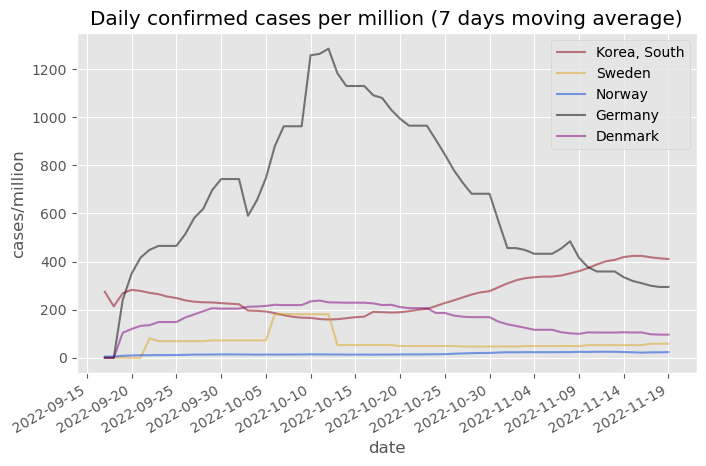 Daily confirmed cases per million (7 days moving average)
Korea, South
Sweden
Norway
Germany
Denmark
cases/million
1200
1000
800
600
400
200
0
2022-09-15
2022-09-20
2022-09-25
2022-09-30
2022-10-05
2022-10-10
2022-10-15
2022-10-20
2022-10-25
2022-10-30
2022-11-04
2022-11-09
2022-11-14
2022-11-19
date